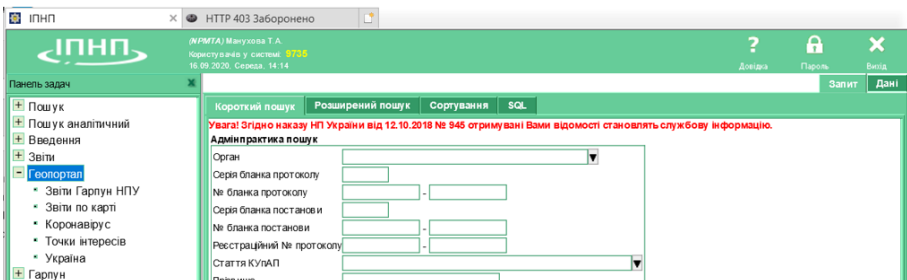 ІПНП
HTTP 403 Заборонено
ІПНП
(NPMTA) Манухова Т.А.
Користувачів у системі: 9735
16.09.2020, Середа, 14:14
Довідка
Пароль
Вихід
Панель задач
Запит
Дані
Пошук
Пошук аналітичний
Введення
Звіти
Геопортал
Звіти Гарпун НПУ
Звіти по карті
Коронавірус
Точки інтересів
Україна
Гарпун
Короткий пошук
Розширений пошук
Сортування
SQL
Увага! Згідно наказу НП України від 12.10.2018 № 945 отримувані Вами відомості становлять службову інформацію.
Адмінпрактика пошук
Орган
Серія бланка протоколу
№ бланка протоколу
-
Серія бланка постанови
№ бланка постанови
-
Реєстраційний № протоколу
-
Стаття КУпАП